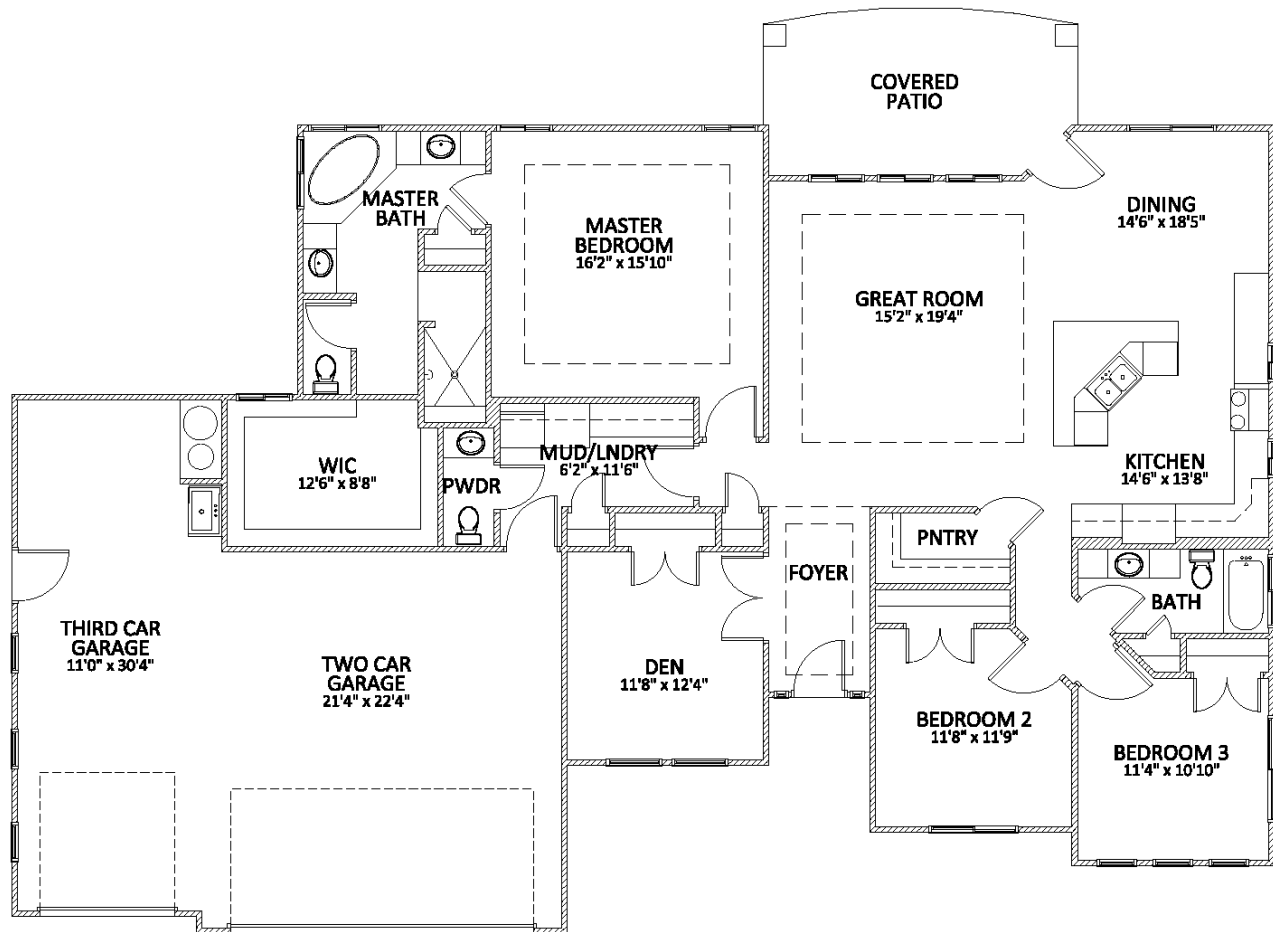 COVERED
PATIO
MASTER
BATH
MASTER
BEDROOM
16'2" x 15'10"
DINING
14'6" x 18'5"
GREAT ROOM
15'2" x 19'4"
WIC
12'6" x 8'8"
PWDR
MUD/LNDRY
6'2" x 11'6"
KITCHEN
14'6" x 13'8"
PNTRY
FOYER
BATH
THIRD CAR
GARAGE
11'0" x 30'4"
TWO CAR
GARAGE
21'4" x 22'4"
DEN
11'8" x 12'4"
BEDROOM 2
11'8" x 11'9"
BEDROOM 3
11'4" x 10'10"